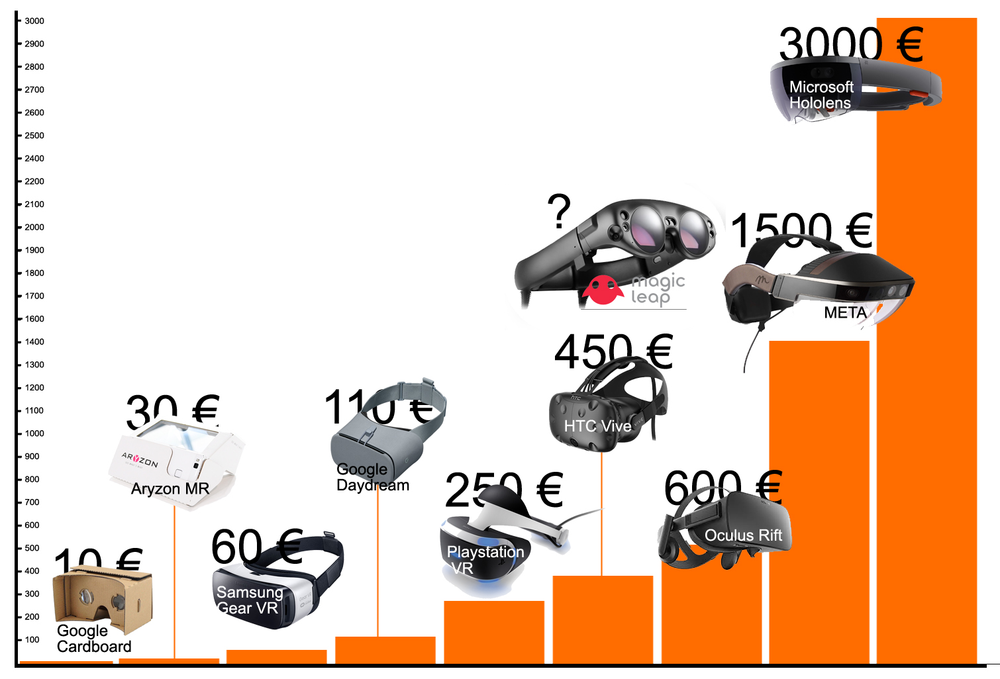 3000
2900
2800
2700
2600
2500
2400
2200
2100
2000
1900
1800
1700
1600
1400
1300
1200
1100
1000
900
800
700
600
500
400
300
200
100
10 €
Google
Cardboard
30 €
ARYZON
Aryzon MR
60 €
Samsung
Gear VR
110 €
Google
Daydream
250 €
Playstation
VR
450 €
HTC
VIVE
HTC Vive
?
magic
leap
600 €
Oculus Rift
1500 €
META
3000 €
Microsoft
Hololens